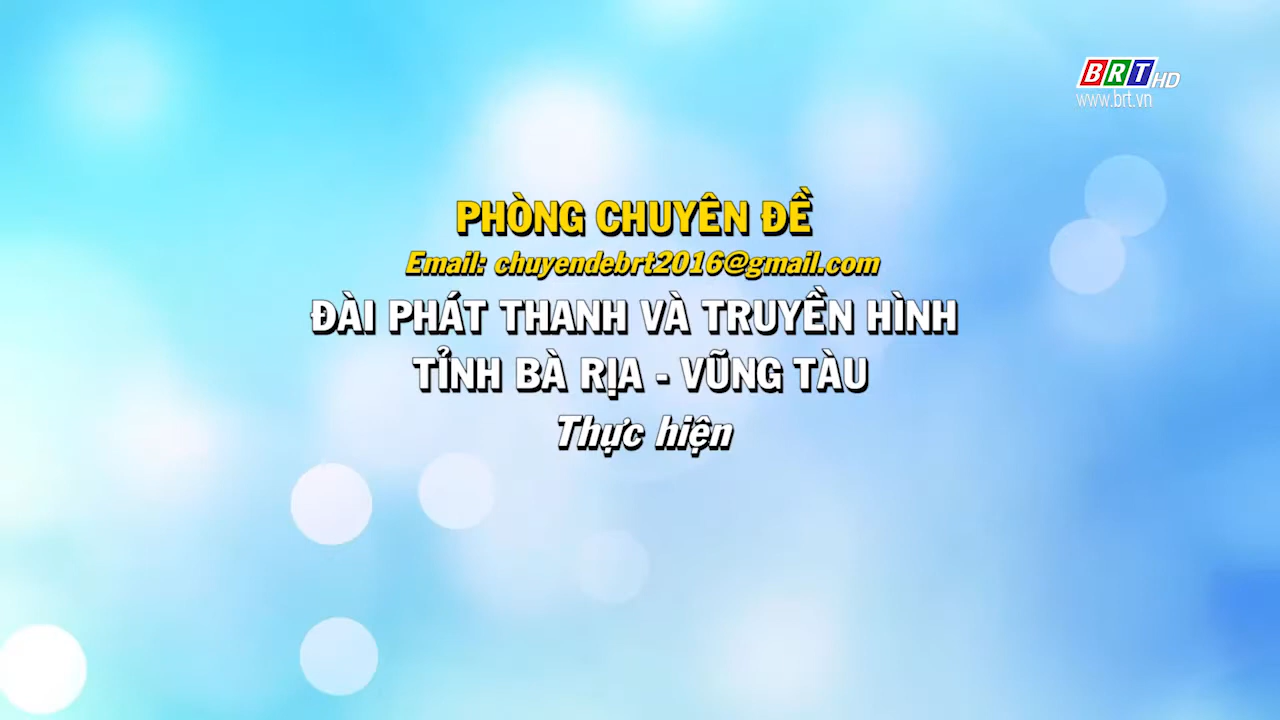 BRT HD
www.brt.vn
PHÒNG CHUYÊN ĐỀ
Email: chuyendebrt2016@gmail.com
ĐÀI PHÁT THANH VÀ TRUYỀN HÌNH
TỈNH BÀ RỊA - VŨNG TÀU
Thực hiện